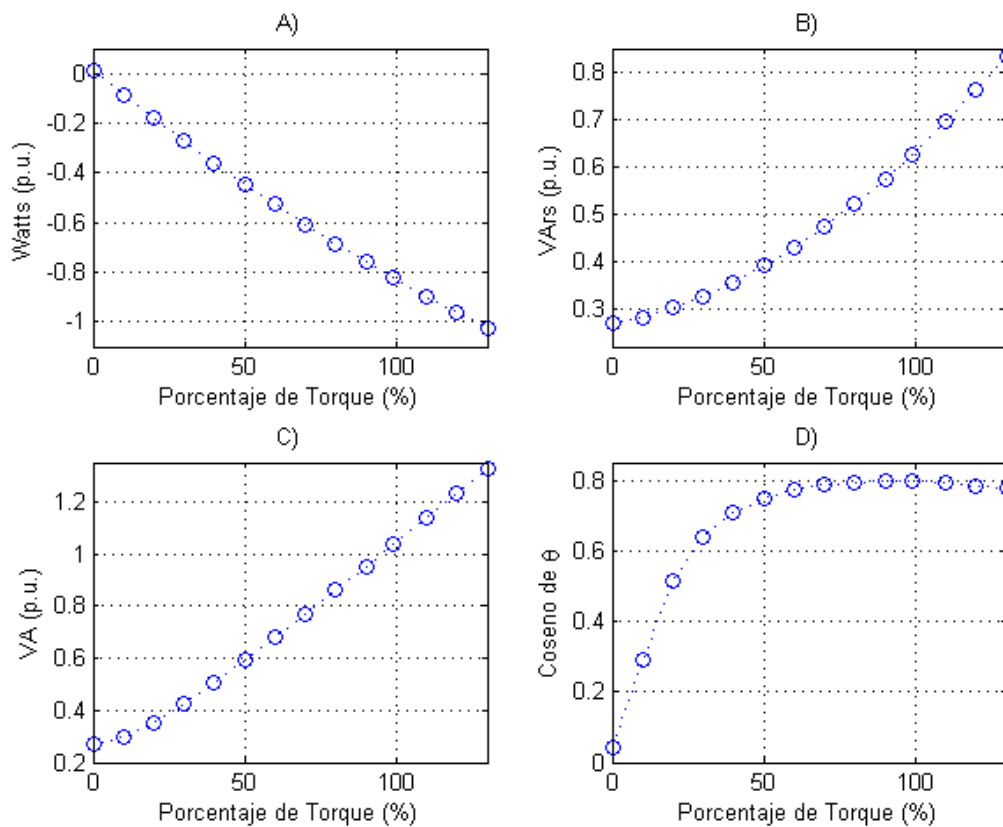 A)
Watts (p.u.)
0
-0.2
-0.4
-0.6
-0.8
-1
0 50 100
Porcentaje de Torque (%)
B)
VArs (p.u.)
0.8
0.7
0.6
0.5
0.4
0.3
0 50 100
Porcentaje de Torque (%)
C)
VA (p.u.)
1.2
1
0.8
0.6
0.4
0.2
0 50 100
Porcentaje de Torque (%)
D)
Coseno de θ
0.8
0.6
0.4
0.2
0
0 50 100
Porcentaje de Torque (%)